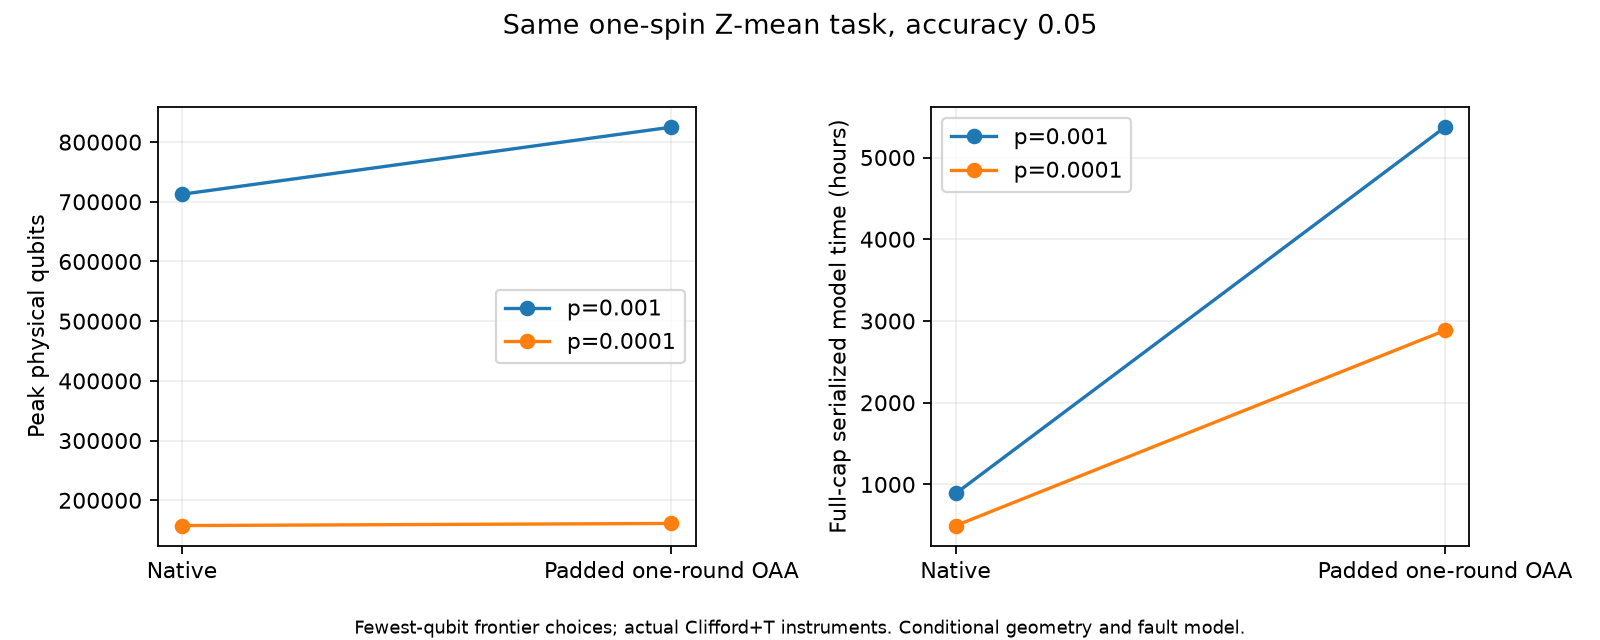 Same one-spin Z-mean task, accuracy 0.05
Peak physical qubits
800000
700000
600000
500000
400000
300000
200000
p=0.001
p=0.0001
Native
Padded one-round OAA
Full-cap serialized model time (hours)
5000
4000
3000
2000
1000
p=0.001
p=0.0001
Native
Padded one-round OAA
Fewest-qubit frontier choices; actual Clifford+T instruments. Conditional geometry and fault model.